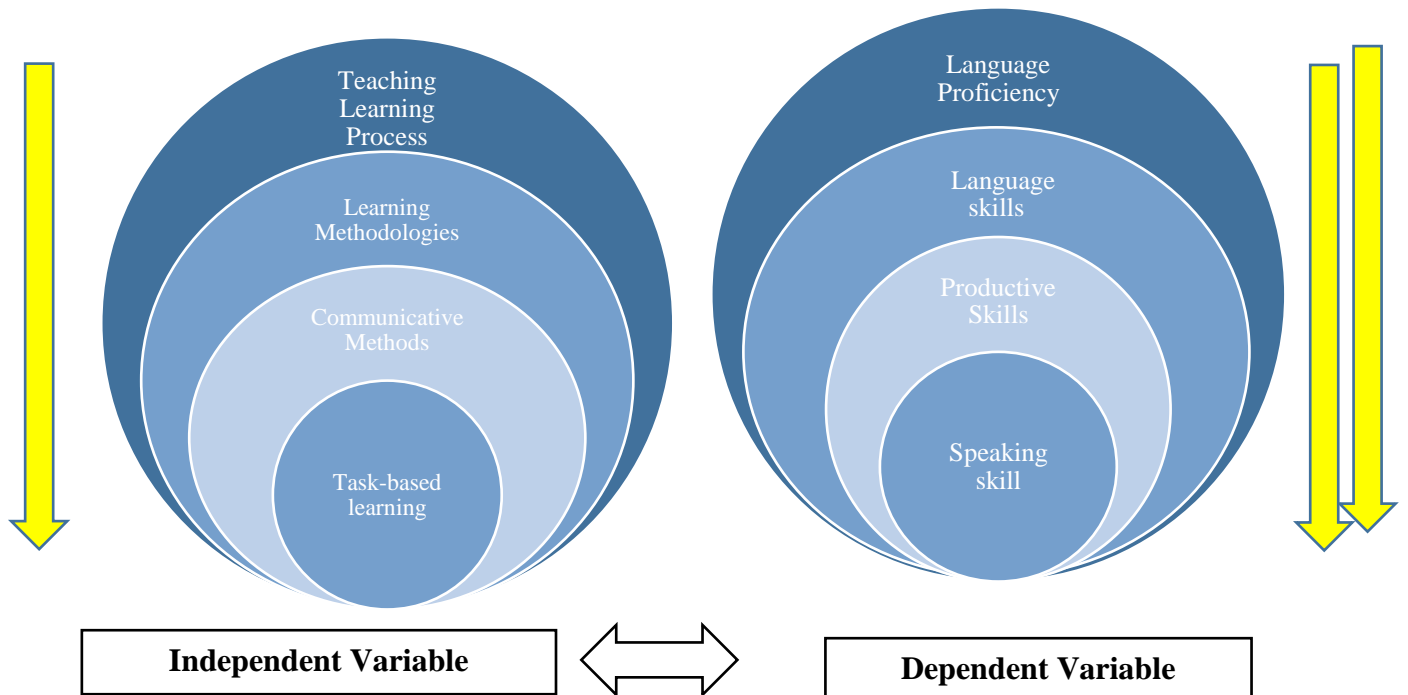 Teaching
Learning
Process
Learning
Methodologies
Communicative
Methods
Task-based
learning
Independent Variable
Language
Proficiency
Language
skills
Productive
Skills
Speaking
skill
Dependent Variable